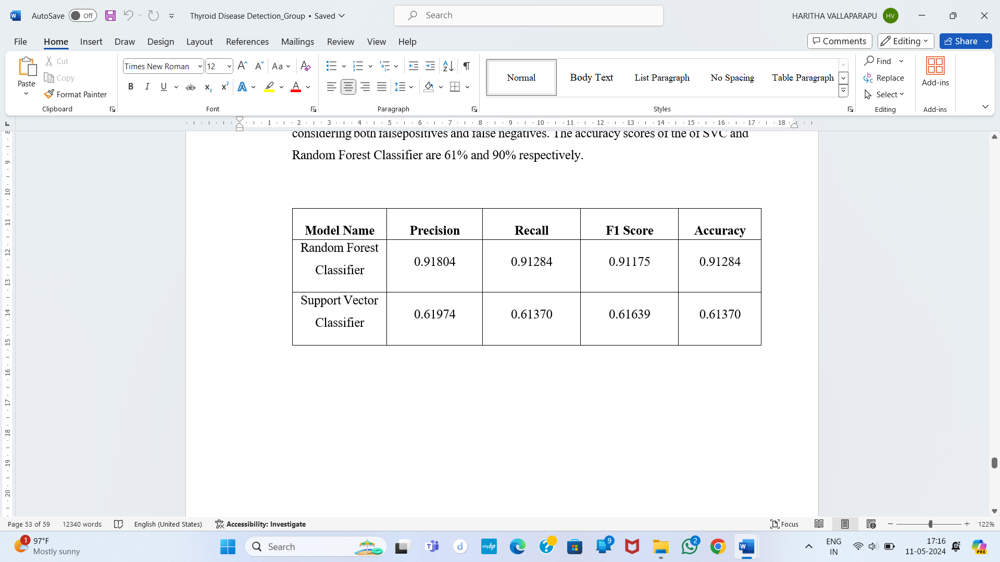 AutoSave Off Thyroid Disease Detection_Group • Saved Search HARITHA VALLAPARAPU HV
File Home Insert Draw Design Layout References Mailings Review View Help Comments Editing Share
Paste Cut Copy Format Painter
Times New Roman 12
Normal Body Text List Paragraph No Spacing Table Paragraph
Find Replace Select Add-ins
Clipboard Font Paragraph Styles Editing Add-ins
1 2 3 4 5 6 7 8 9 10 11 12 13 14 15 16 17 18
considering both falsepositives and false negatives. The accuracy scores of the of SVC and
Random Forest Classifier are 61% and 90% respectively.
Model Name Precision Recall F1 Score Accuracy
Random Forest
Classifier 0.91804 0.91284 0.91175 0.91284
Support Vector
Classifier 0.61974 0.61370 0.61639 0.61370
8 9 10 11 12 13 14 15 16 17 18 19 20
Page 53 of 59 12340 words English (United States) Accessibility: Investigate Focus 122%
1 97°F
Mostly sunny
Search
d myhp ? 9 2
ENG
IN
17:16
11-05-2024
PRE